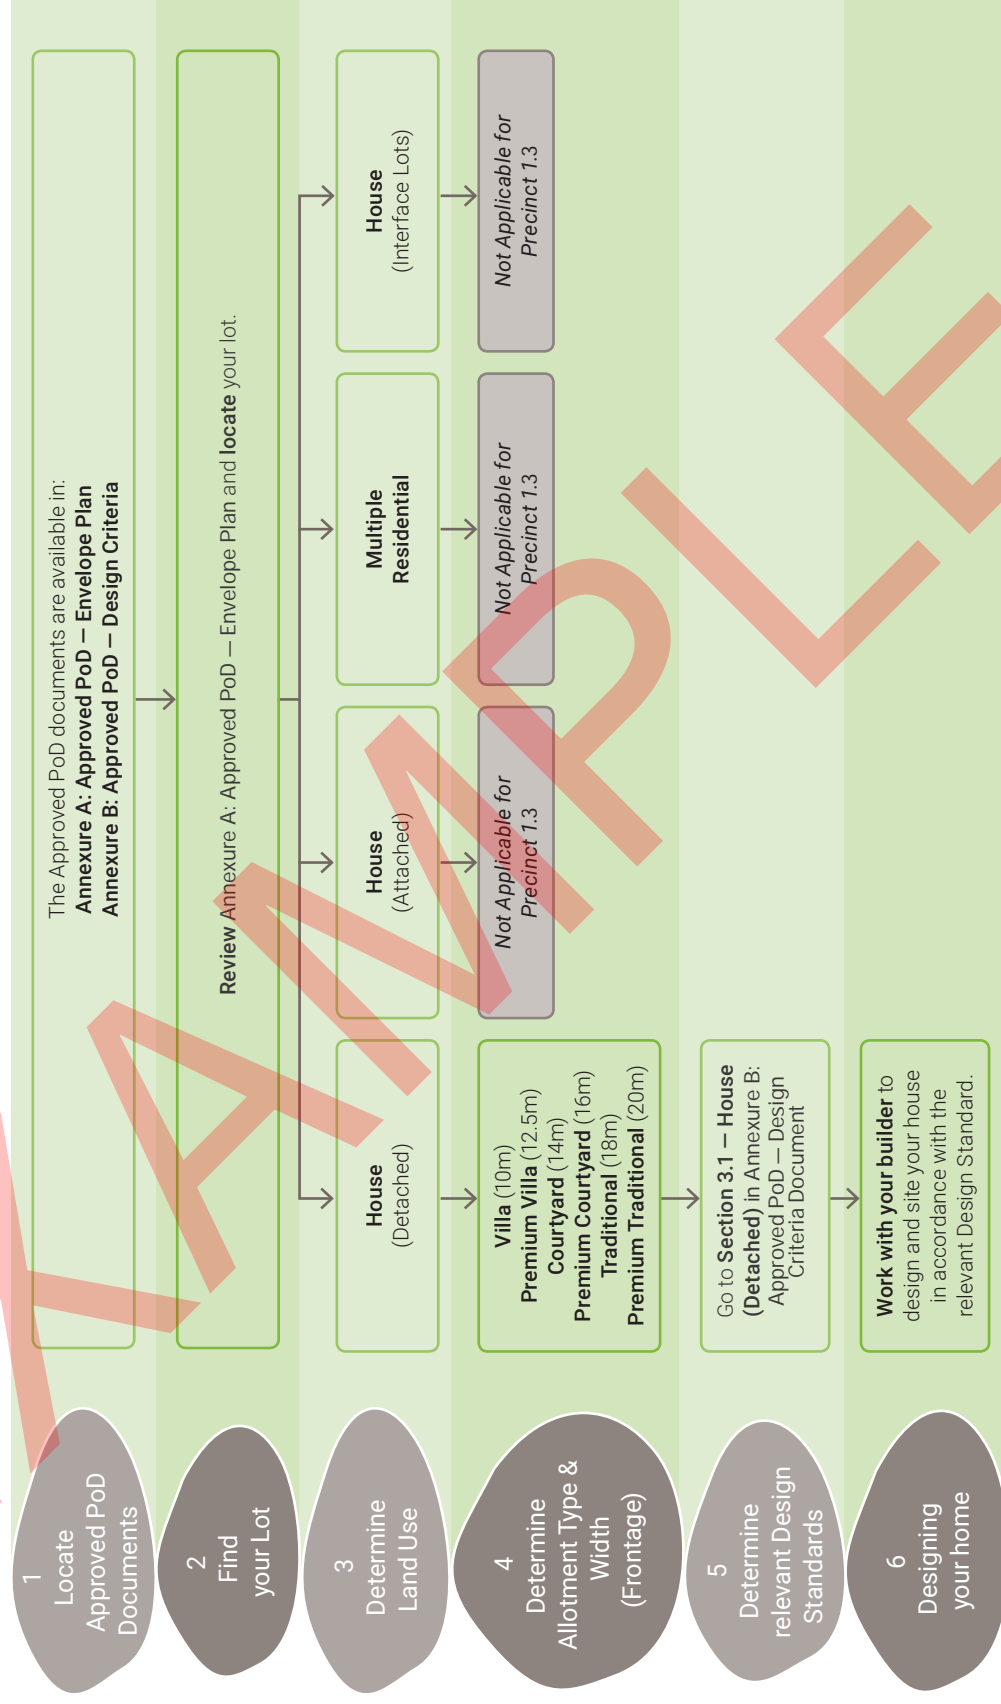 1
Locate
Approved PoD
Documents
The Approved PoD documents are available in:
Annexure A: Approved PoD — Envelope Plan
Annexure B: Approved PoD — Design Criteria
2
Find
your Lot
Review Annexure A: Approved PoD — Envelope Plan and locate your lot.
3
Determine
Land Use
House
(Detached)
House
(Attached)
Multiple
Residential
House
(Interface Lots)
4
Determine
Allotment Type &
Width
(Frontage)
Villa (10m)
Premium Villa (12.5m)
Courtyard (14m)
Premium Courtyard (16m)
Traditional (18m)
Premium Traditional (20m)
Not Applicable for
Precinct 1.3
Not Applicable for
Precinct 1.3
Not Applicable for
Precinct 1.3
5
Determine
relevant Design
Standards
Go to Section 3.1 — House
(Detached) in Annexure B:
Approved PoD — Design
Criteria Document
6
Designing
your home
Work with your builder to
design and site your house
in accordance with the
relevant Design Standard.
AMPLE